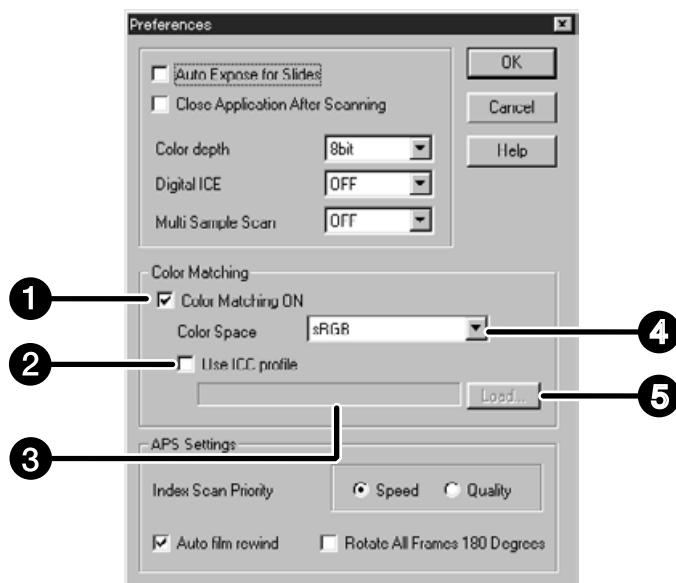 Preferences
Auto Expose for Slides
OK
Close Application After Scanning
Cancel
Color depth 8bit
Help
Digital ICE OFF
Multi Sample Scan OFF
Color Matching
1 Color Matching ON
Color Space sRGB 4
2 Use ICC profile
Load... 5
3
APS Settings
Index Scan Priority Speed Quality
Auto film rewind Rotate All Frames 180 Degrees